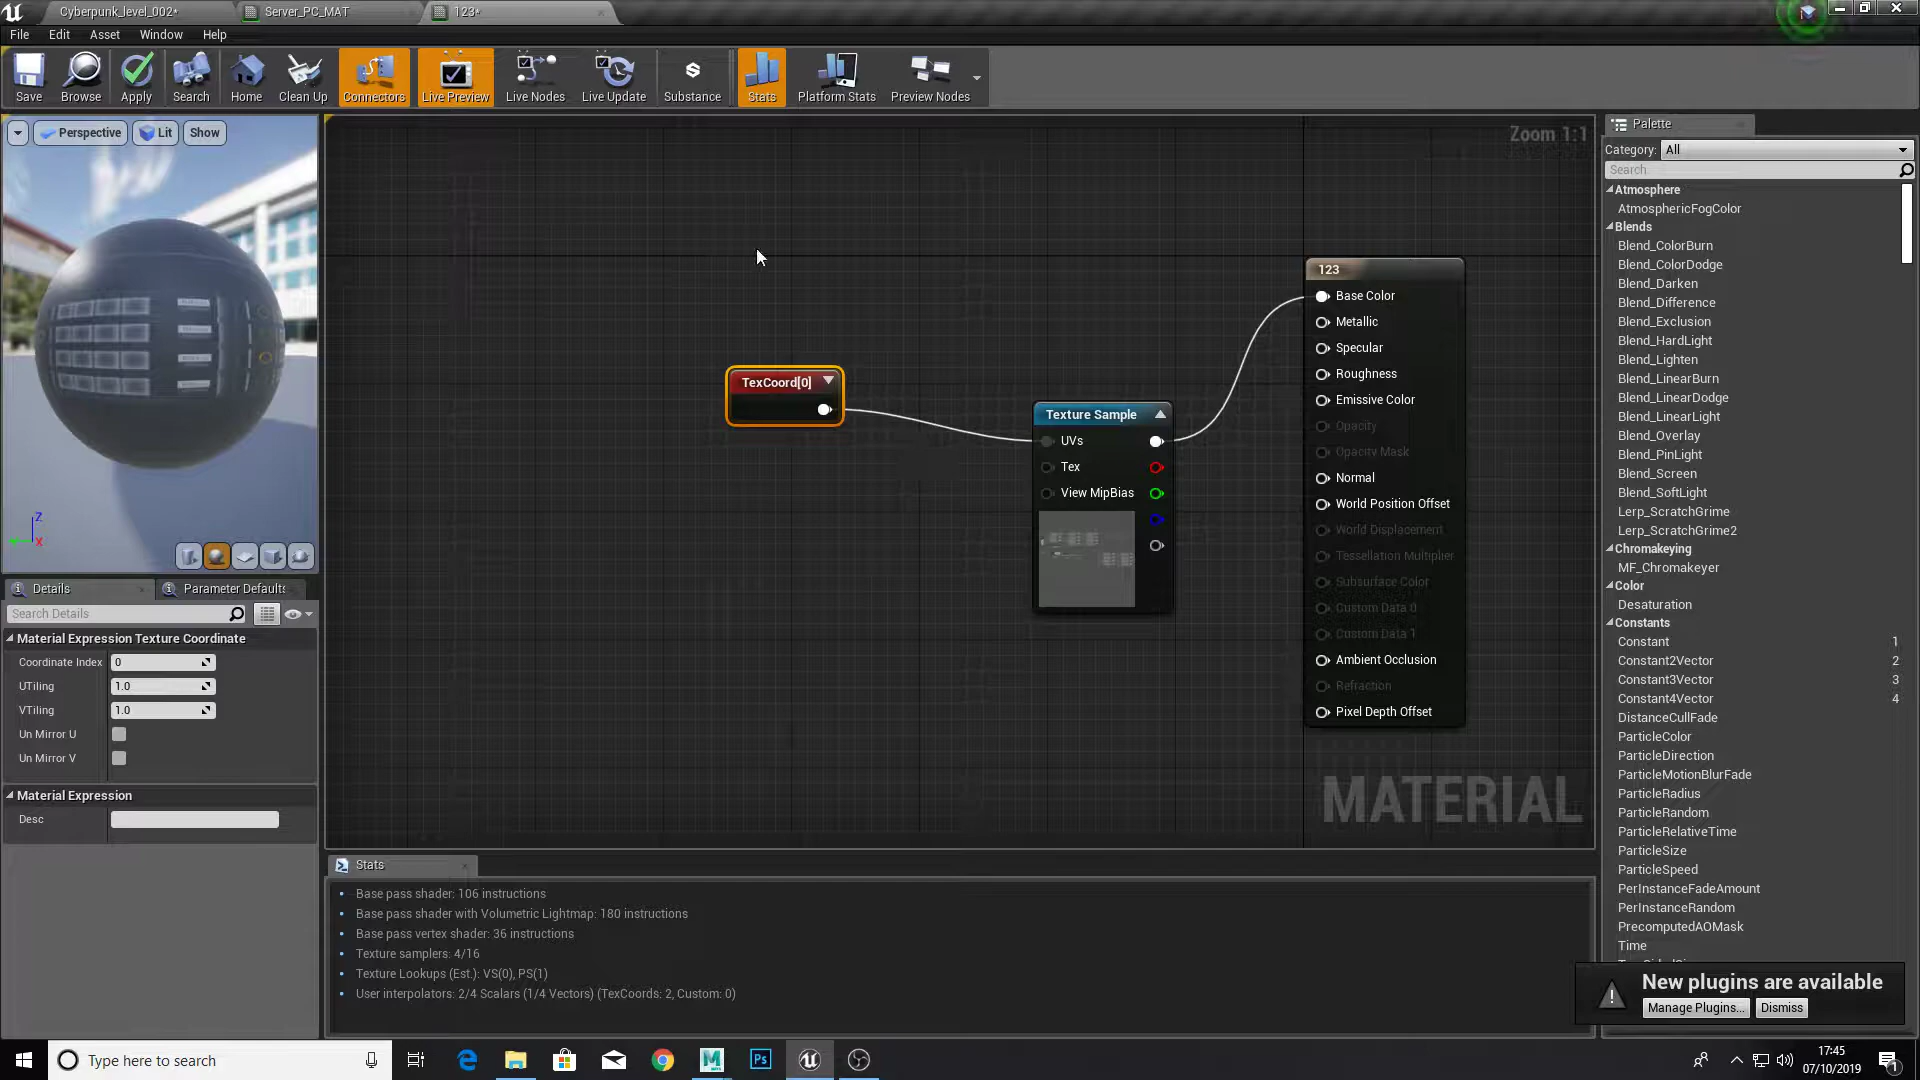 Cyberpunk_level_002*
Server_PC_MAT
123*
File
Edit
Asset
Window
Help
Save
Browse
Apply
Search
Home
Clean Up
Connectors
Live Preview
Live Nodes
Live Update
Substance
Stats
Platform Stats
Preview Nodes
Perspective
Lit
Show
Zoom 1:1
TexCoord[0]
Texture Sample
UVs
Tex
View MipBias
123
Base Color
Metallic
Specular
Roughness
Emissive Color
Opacity
Opacity Mask
Normal
World Position Offset
World Displacement
Tessellation Multiplier
Subsurface Color
Custom Data 0
Custom Data 1
Ambient Occlusion
Refraction
Pixel Depth Offset
MATERIAL
Z
X
Details
Parameter Defaults
Search Details
Material Expression Texture Coordinate
Coordinate Index
0
UTiling
1.0
VTiling
1.0
Un Mirror U
Un Mirror V
Material Expression
Desc
Stats
Base pass shader: 106 instructions
Base pass shader with Volumetric Lightmap: 180 instructions
Base pass vertex shader: 36 instructions
Texture samplers: 4/16
Texture Lookups (Est.): VS(0), PS(1)
User interpolators: 2/4 Scalars (1/4 Vectors) (TexCoords: 2, Custom: 0)
Palette
Category:
All
Search
Atmosphere
AtmosphericFogColor
Blends
Blend_ColorBurn
Blend_ColorDodge
Blend_Darken
Blend_Difference
Blend_Exclusion
Blend_HardLight
Blend_Lighten
Blend_LinearBurn
Blend_LinearDodge
Blend_LinearLight
Blend_Overlay
Blend_PinLight
Blend_Screen
Blend_SoftLight
Lerp_ScratchGrime
Lerp_ScratchGrime2
Chromakeying
MF_Chromakeyer
Color
Desaturation
Constants
Constant 1
Constant2Vector 2
Constant3Vector 3
Constant4Vector 4
DistanceCullFade
ParticleColor
ParticleDirection
ParticleMotionBlurFade
ParticleRadius
ParticleRandom
ParticleRelativeTime
ParticleSize
ParticleSpeed
PerInstanceFadeAmount
PerInstanceRandom
PrecomputedAOMask
Time
New plugins are available
Manage Plugins...
Dismiss
Type here to search
Ps
17:45
07/10/2019
1